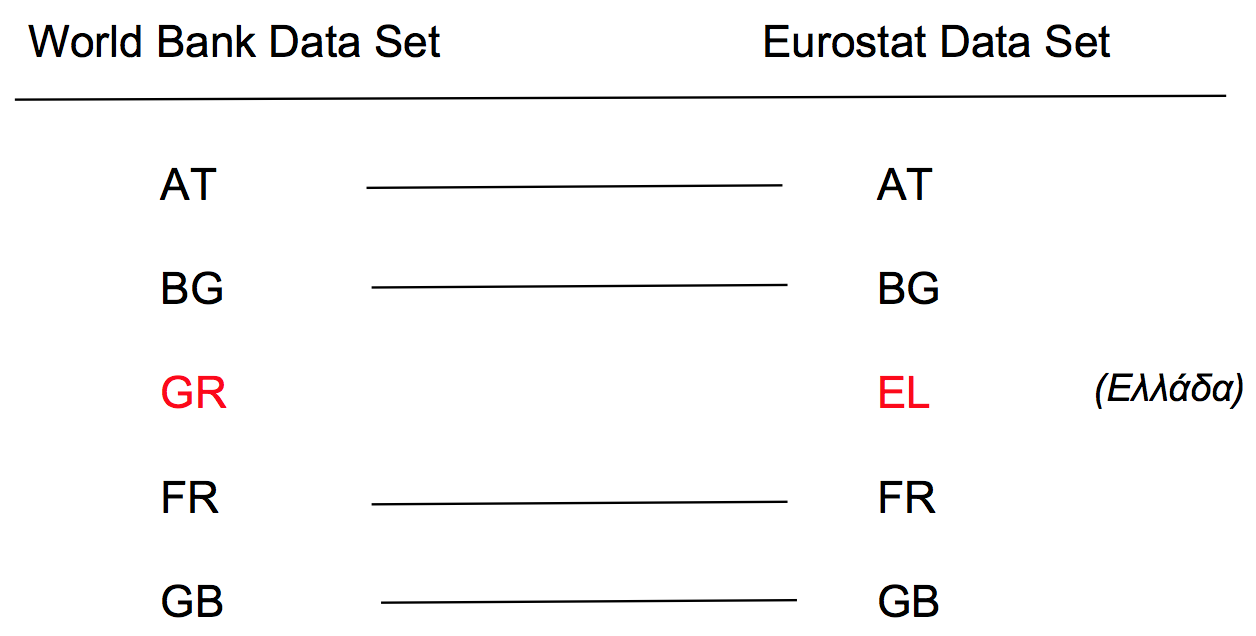 World Bank Data Set Eurostat Data Set
AT AT
BG BG
GR EL (Ελλάδα)
FR FR
GB GB